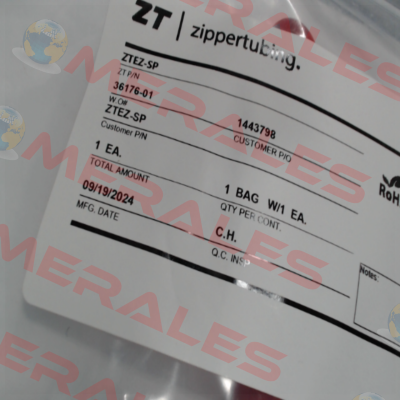 ZT | zippertubing.
ZTEZ-SP
ZT P/N
36176-01 1443798
W O# CUSTOMER P/O
ZTEZ-SP
Customer P/N
1 EA. 1 BAG W/1 EA.
TOTAL AMOUNT QTY PER CONT.
09/19/2024 C.H.
MFG. DATE Q.C. INSP
RoH
Notes:
MERALES
MERALES
MERALES